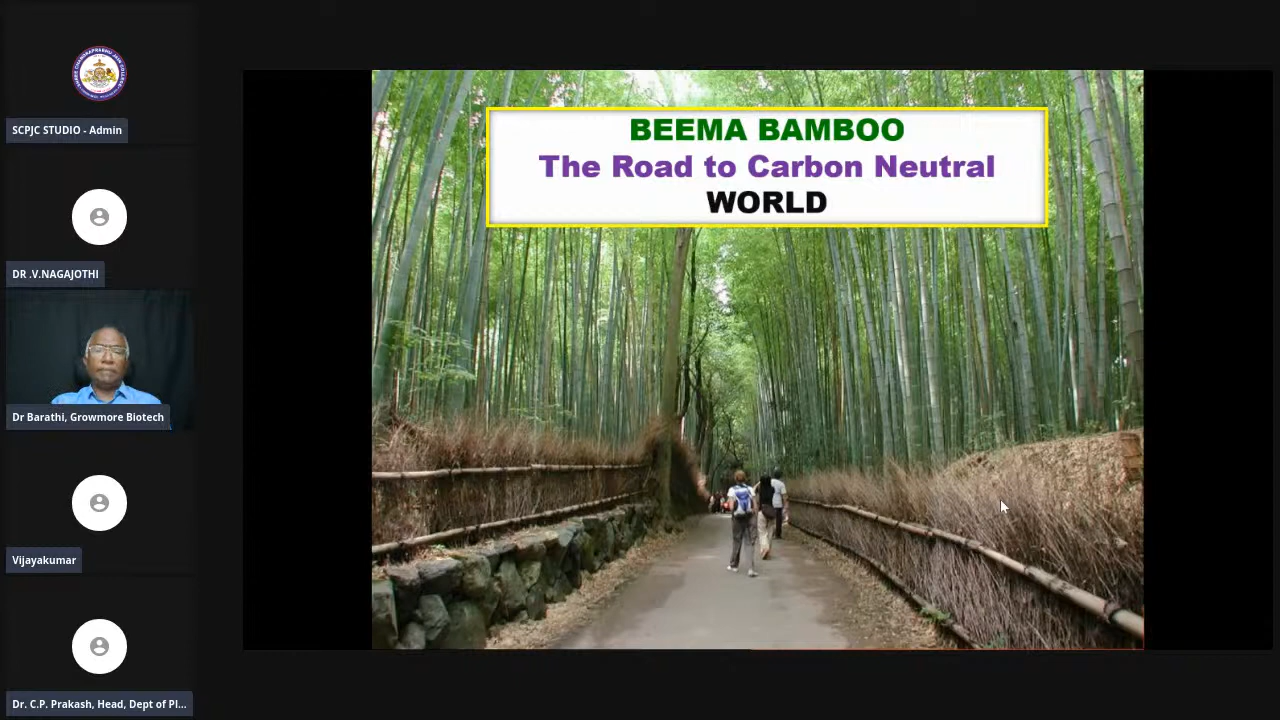 SCPJC STUDIO - Admin
DR .V.NAGAJOTHI
Dr Barathi, Growmore Biotech
Vijayakumar
Dr. C.P. Prakash, Head, Dept of Pl...
BEEMA BAMBOO
The Road to Carbon Neutral
WORLD